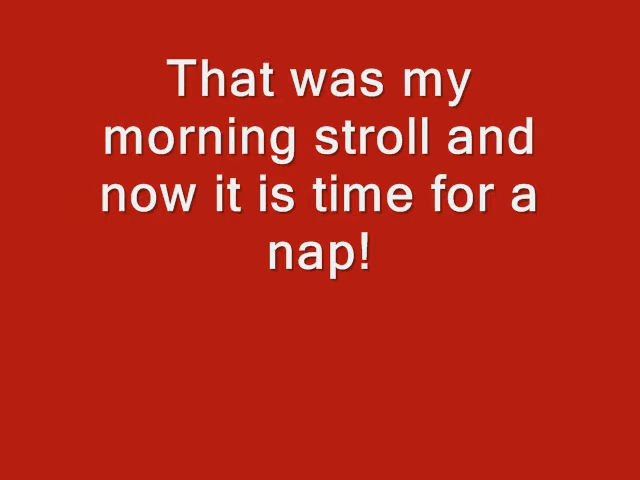 That was my
morning stroll and
now it is time for a
nap!